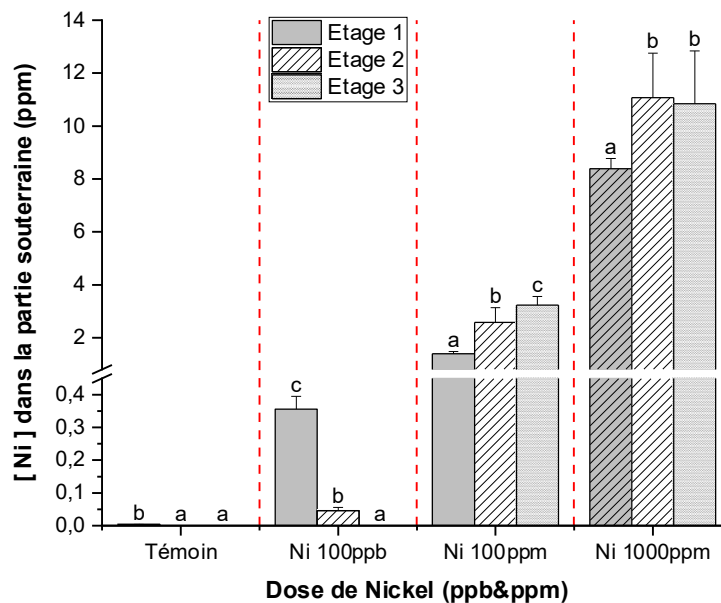 [ Ni ] dans la partie souterraine (ppm)
14
12
10
8
6
4
2
0,4
0,3
0,2
0,1
0,0
Etage 1
Etage 2
Etage 3
b a a
c b a
a b c
a b b
Témoin Ni 100ppb Ni 100ppm Ni 1000ppm
Dose de Nickel (ppb&ppm)